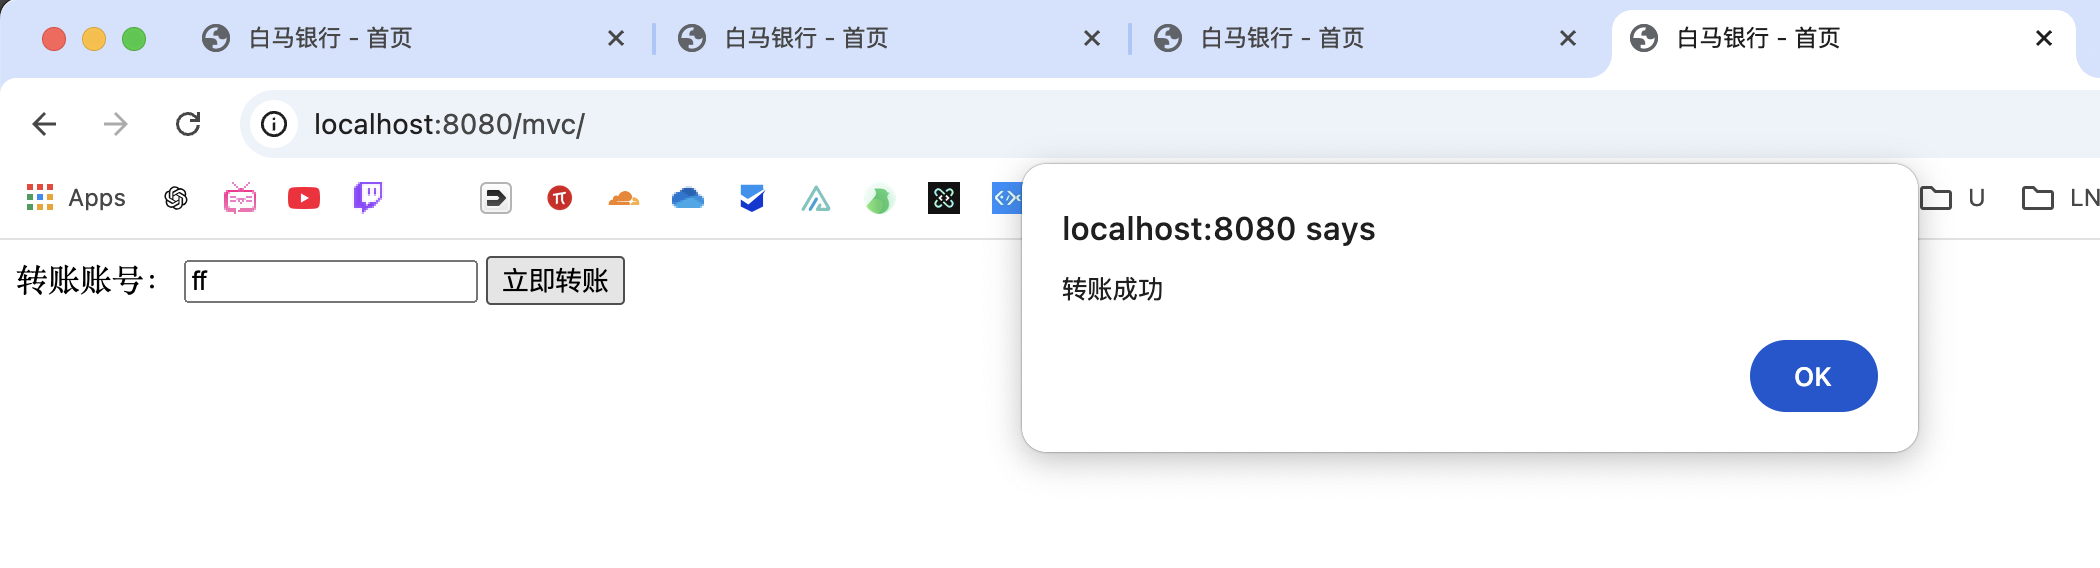 白马银行 - 首页
白马银行 - 首页
白马银行 - 首页
白马银行 - 首页
localhost:8080/mvc/
Apps
U
LN
localhost:8080 says
转账成功
OK
转账账号： ff 立即转账